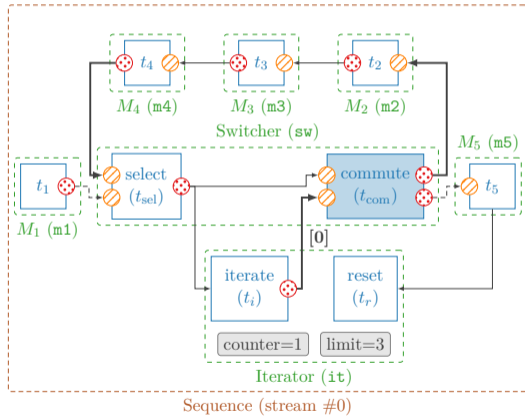 t4
t3
t2
M4 (m4)
M3 (m3)
M2 (m2)
Switcher (sw)
M5 (m5)
t1
select
(tsel)
commute
(tcom)
t5
M1 (m1)
[0]
iterate
(ti)
reset
(tr)
counter=1
limit=3
Iterator (it)
Sequence (stream #0)